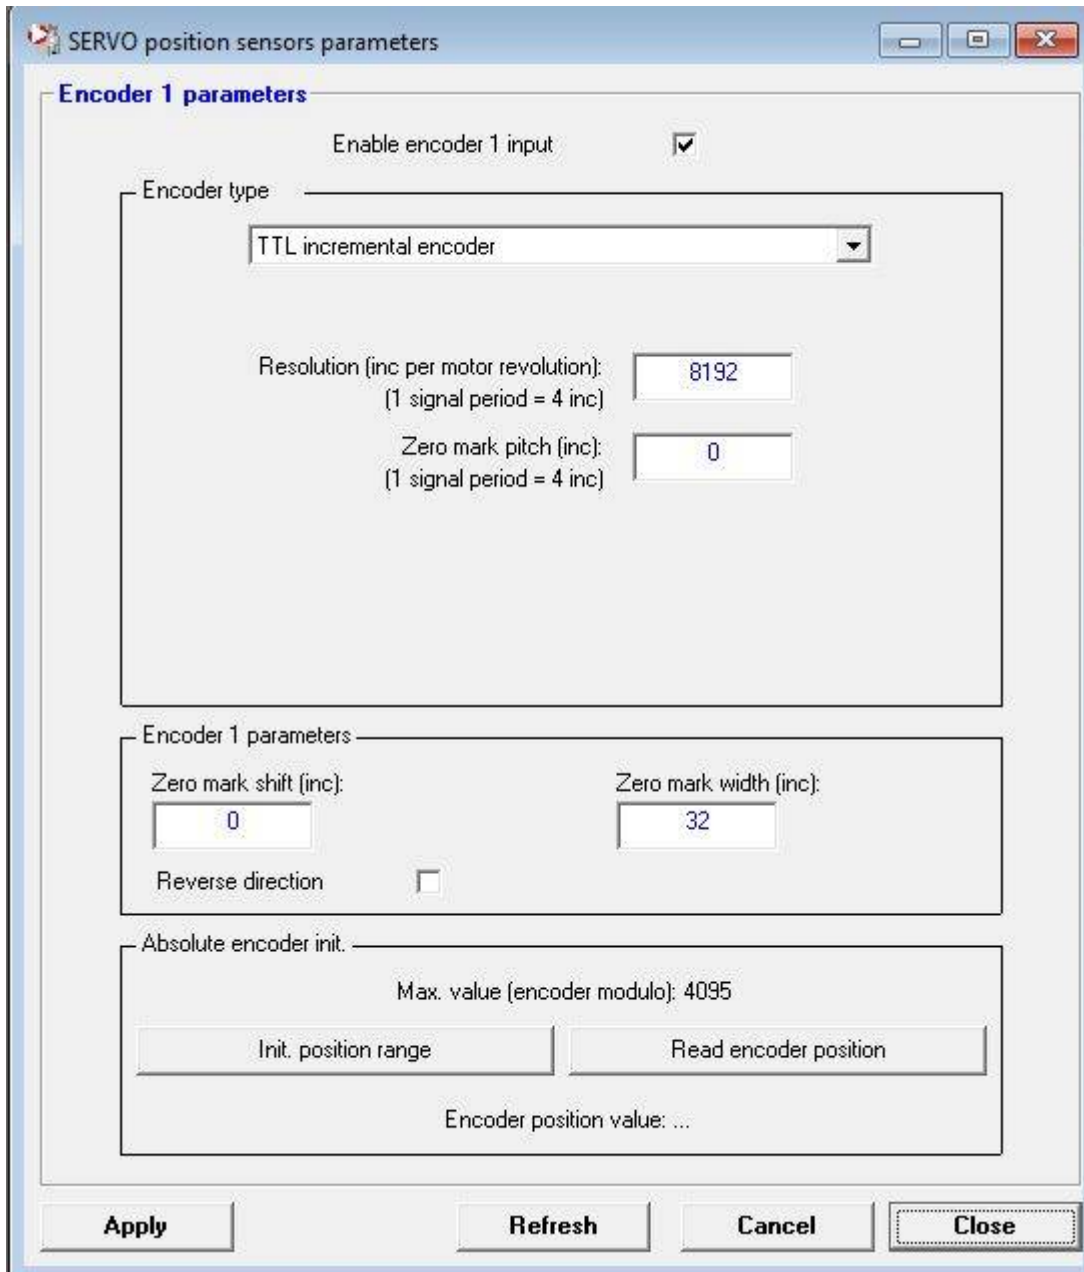 SERVO position sensors parameters
Encoder 1 parameters
Enable encoder 1 input
Encoder type
TTL incremental encoder
Resolution (inc per motor revolution): 8192
(1 signal period = 4 inc)
Zero mark pitch (inc): 0
(1 signal period = 4 inc)
Encoder 1 parameters
Zero mark shift (inc): Zero mark width (inc):
0 32
Reverse direction
Absolute encoder init.
Max. value (encoder modulo): 4095
Init. position range Read encoder position
Encoder position value: ...
Apply Refresh Cancel Close